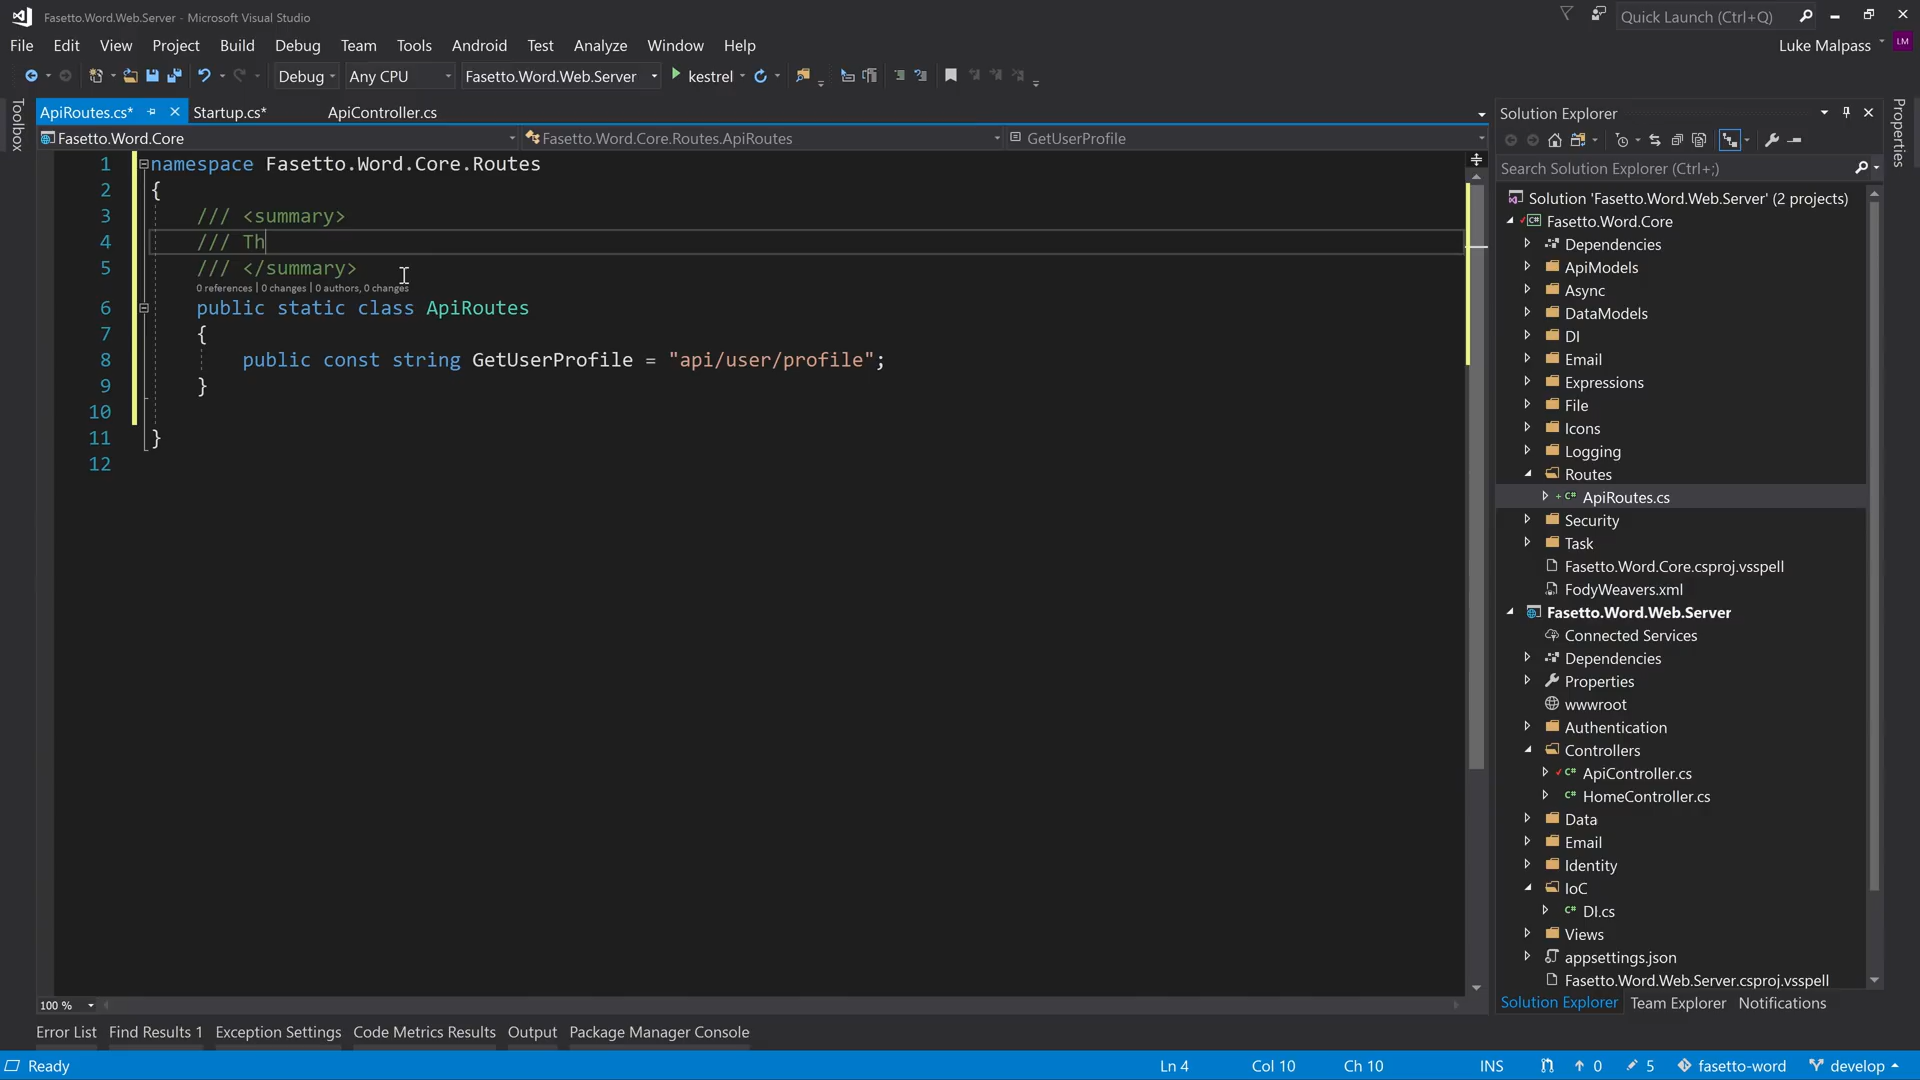 Fasetto.Word.Web.Server - Microsoft Visual Studio
Quick Launch (Ctrl+Q)
File Edit View Project Build Debug Team Tools Android Test Analyze Window Help
Luke Malpass LM
Debug Any CPU Fasetto.Word.Web.Server kestrel
Toolbox
ApiRoutes.cs* Startup.cs* ApiController.cs
Fasetto.Word.Core Fasetto.Word.Core.Routes.ApiRoutes GetUserProfile
1 namespace Fasetto.Word.Core.Routes
2 {
3 /// <summary>
4 /// Th
5 /// </summary>
0 references | 0 changes | 0 authors, 0 changes
6 public static class ApiRoutes
7 {
8 public const string GetUserProfile = "api/user/profile";
9 }
10
11 }
12
100 %
Solution Explorer
Properties
Search Solution Explorer (Ctrl+;)
Solution 'Fasetto.Word.Web.Server' (2 projects)
C# Fasetto.Word.Core
Dependencies
ApiModels
Async
DataModels
DI
Email
Expressions
File
Icons
Logging
Routes
C# ApiRoutes.cs
Security
Task
Fasetto.Word.Core.csproj.vsspell
FodyWeavers.xml
Fasetto.Word.Web.Server
Connected Services
Dependencies
Properties
wwwroot
Authentication
Controllers
C# ApiController.cs
C# HomeController.cs
Data
Email
Identity
IoC
C# DI.cs
Views
appsettings.json
Fasetto.Word.Web.Server.csproj.vsspell
Solution Explorer Team Explorer Notifications
Error List Find Results 1 Exception Settings Code Metrics Results Output Package Manager Console
Ready Ln 4 Col 10 Ch 10 INS 0 5 fasetto-word develop